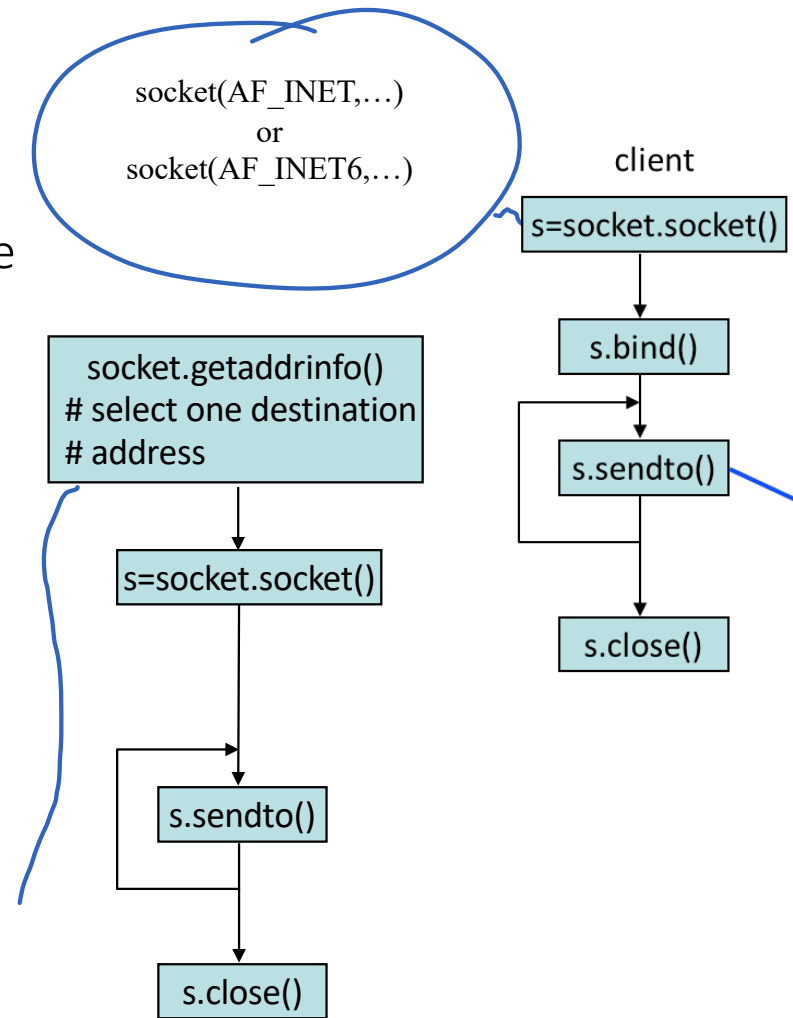 socket(AF_INET,…)
or
socket(AF_INET6,…)
client
s=socket.socket()
e
s.bind()
socket.getaddrinfo()
# select one destination
# address
s.sendto()
s=socket.socket()
s.close()
s.sendto()
s.close()